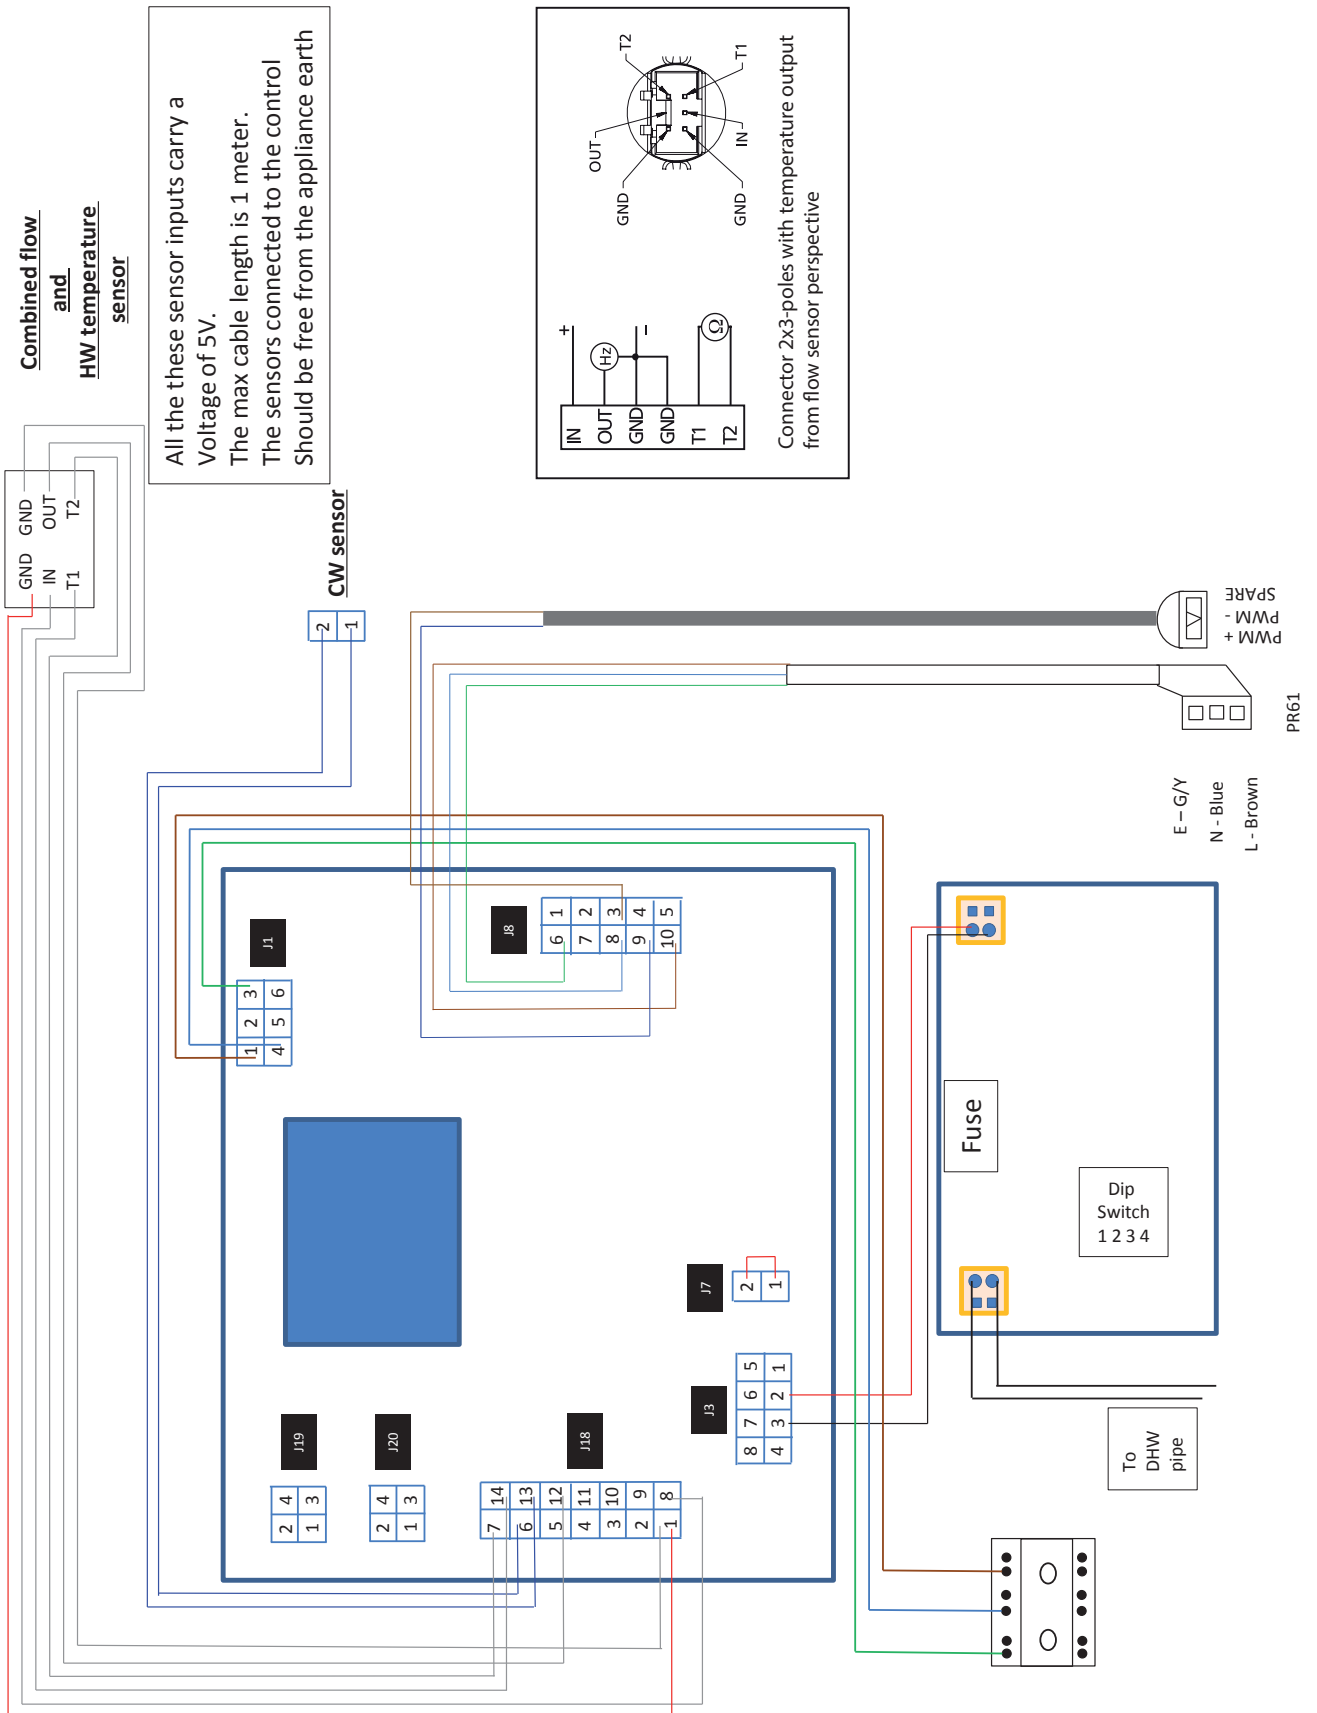 Combined flow
and
HW temperature
sensor
GND GND
IN OUT
T1 T2
All the these sensor inputs carry a
Voltage of 5V.
The max cable length is 1 meter.
The sensors connected to the control
Should be free from the appliance earth
CW sensor
2
1
T2
OUT
GND
T1
IN
GND
+
-
Hz
Ω
IN
OUT
GND
GND
T1
T2
Connector 2x3-poles with temperature output
from flow sensor perspective
J1
1 2 3
4 5 6
J8
6 1
7 2
8 3
9 4
10 5
J19
2 4
1 3
J20
2 4
1 3
J18
7 14
6 13
5 12
4 11
3 10
2 9
1 8
J3
8 7 6 5
4 3 2 1
J7
2
1
PWM +
PWM -
SPARE
PR61
E – G/Y
N - Blue
L - Brown
Fuse
Dip
Switch
1 2 3 4
To
DHW
pipe